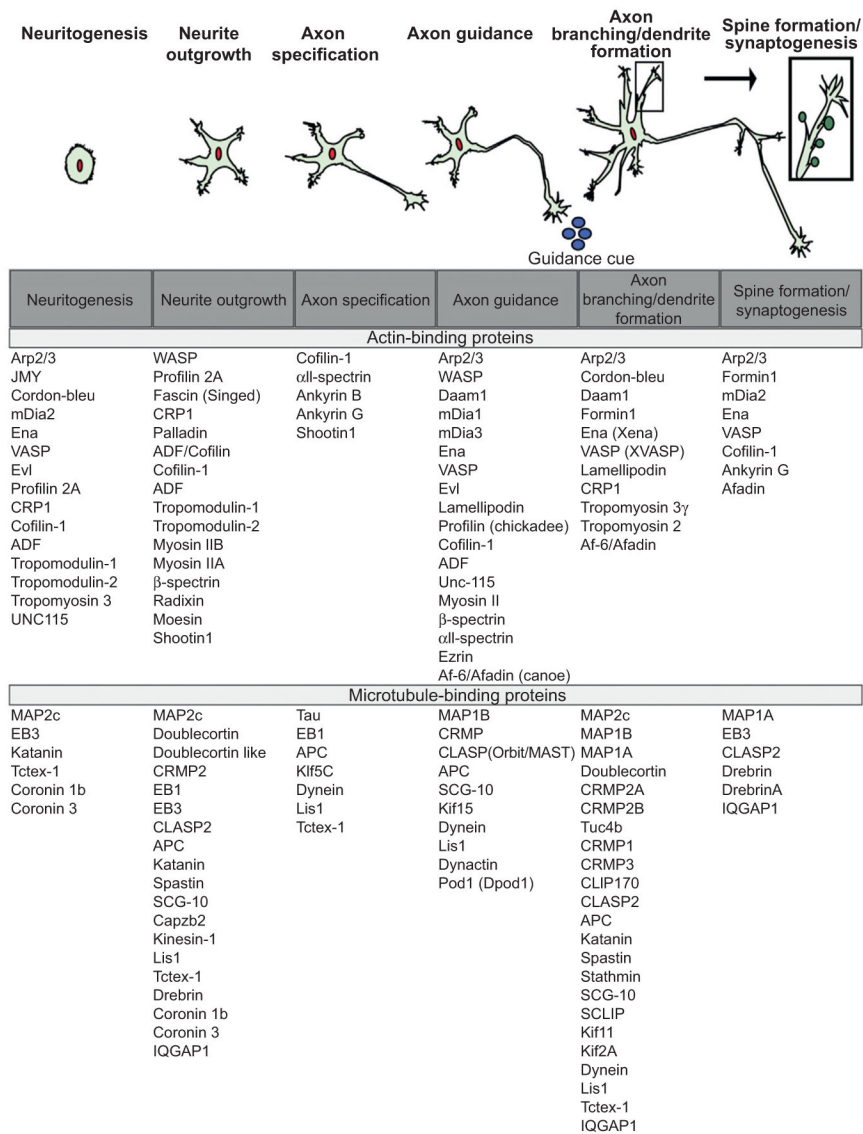 Neuritogenesis
Neurite
outgrowth
Axon
specification
Axon guidance
Axon
branching/dendrite
formation
Spine formation/
synaptogenesis
Guidance cue
Neuritogenesis
Neurite outgrowth
Axon specification
Axon guidance
Axon
branching/dendrite
formation
Spine formation/
synaptogenesis
Actin-binding proteins
Arp2/3
JMY
Cordon-bleu
mDia2
Ena
VASP
Evl
Profilin 2A
CRP1
Cofilin-1
ADF
Tropomodulin-1
Tropomodulin-2
Tropomyosin 3
UNC115
WASP
Profilin 2A
Fascin (Singed)
CRP1
Palladin
ADF/Cofilin
Cofilin-1
ADF
Tropomodulin-1
Tropomodulin-2
Myosin IIB
Myosin IIA
β-spectrin
Radixin
Moesin
Shootin1
Cofilin-1
αII-spectrin
Ankyrin B
Ankyrin G
Shootin1
Arp2/3
WASP
Daam1
mDia1
mDia3
Ena
VASP
Evl
Lamellipodin
Profilin (chickadee)
Cofilin-1
ADF
Unc-115
Myosin II
β-spectrin
αII-spectrin
Ezrin
Af-6/Afadin (canoe)
Arp2/3
Cordon-bleu
Daam1
Formin1
Ena (Xena)
VASP (XVASP)
Lamellipodin
CRP1
Tropomyosin 3γ
Tropomyosin 2
Af-6/Afadin
Arp2/3
Formin1
mDia2
Ena
VASP
Cofilin-1
Ankyrin G
Afadin
Microtubule-binding proteins
MAP2c
EB3
Katanin
Tctex-1
Coronin 1b
Coronin 3
MAP2c
Doublecortin
Doublecortin like
CRMP2
EB1
EB3
CLASP2
APC
Katanin
Spastin
SCG-10
Capzb2
Kinesin-1
Lis1
Tctex-1
Drebrin
Coronin 1b
Coronin 3
IQGAP1
Tau
EB1
APC
Klf5C
Dynein
Lis1
Tctex-1
MAP1B
CRMP
CLASP(Orbit/MAST)
APC
SCG-10
Kif15
Dynein
Lis1
Dynactin
Pod1 (Dpod1)
MAP2c
MAP1B
MAP1A
Doublecortin
CRMP2A
CRMP2B
Tuc4b
CRMP1
CRMP3
CLIP170
CLASP2
APC
Katanin
Spastin
Stathmin
SCG-10
SCLIP
Kif11
Kif2A
Dynein
Lis1
Tctex-1
IQGAP1
MAP1A
EB3
CLASP2
Drebrin
DrebrinA
IQGAP1